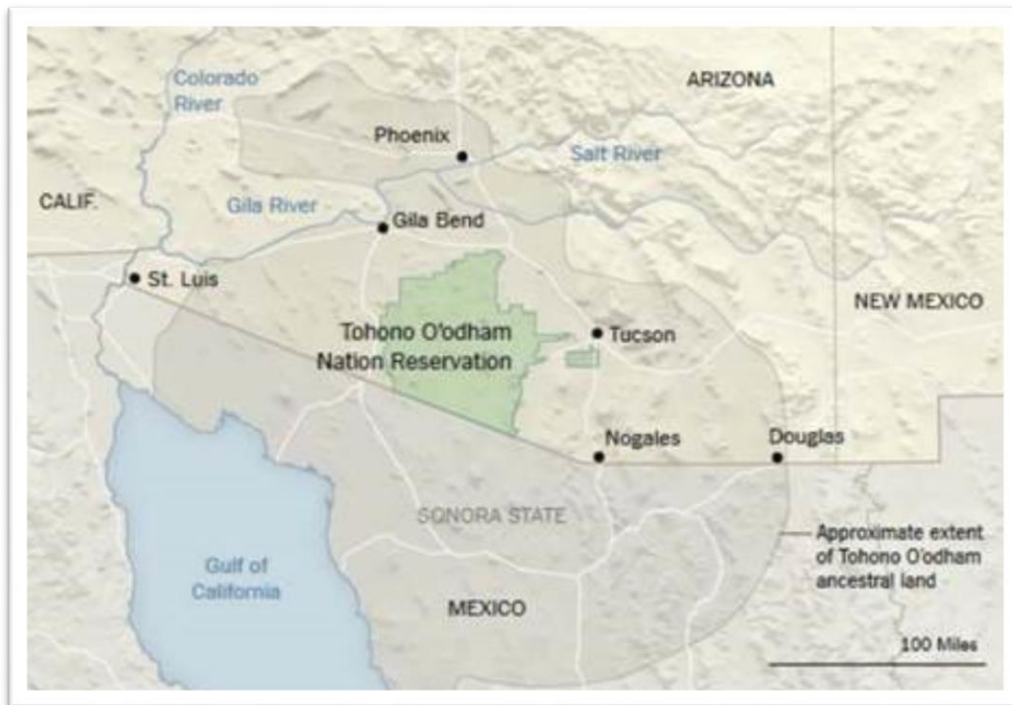 Colorado
River
ARIZONA
Phoenix
Salt River
CALIF.
Gila River
Gila Bend
St. Luis
NEW MEXICO
Tohono O'odham
Nation Reservation
Tucson
Nogales
Douglas
SONORA STATE
Approximate extent
of Tohono O'odham
ancestral land
Gulf of
California
MEXICO
100 Miles